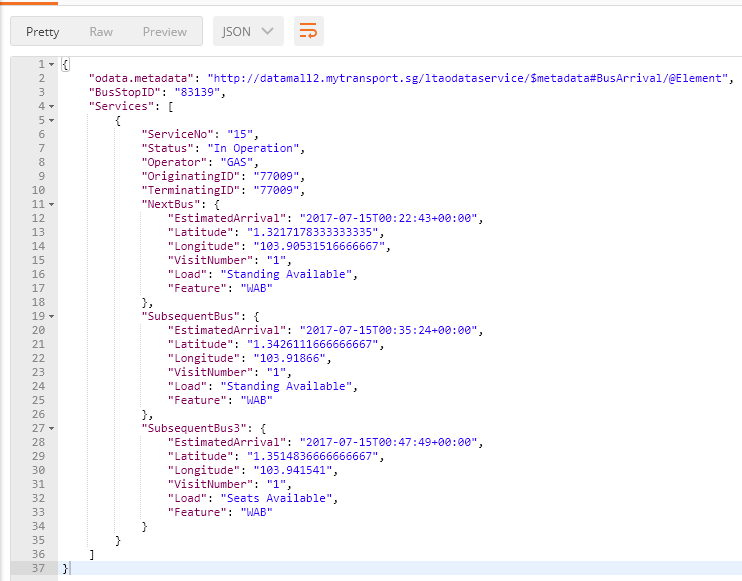 Pretty Raw Preview JSON
1 {
2 "odata.metadata": "http://datamall2.mytransport.sg/ltaodataservice/$metadata#BusArrival/@Element",
3 "BusStopID": "83139",
4 "Services": [
5 {
6 "ServiceNo": "15",
7 "Status": "In Operation",
8 "Operator": "GAS",
9 "OriginatingID": "77009",
10 "TerminatingID": "77009",
11 "NextBus": {
12 "EstimatedArrival": "2017-07-15T00:22:43+00:00",
13 "Latitude": "1.3217178333333335",
14 "Longitude": "103.90531516666667",
15 "VisitNumber": "1",
16 "Load": "Standing Available",
17 "Feature": "WAB"
18 },
19 "SubsequentBus": {
20 "EstimatedArrival": "2017-07-15T00:35:24+00:00",
21 "Latitude": "1.3426111666666667",
22 "Longitude": "103.91866",
23 "VisitNumber": "1",
24 "Load": "Standing Available",
25 "Feature": "WAB"
26 },
27 "SubsequentBus3": {
28 "EstimatedArrival": "2017-07-15T00:47:49+00:00",
29 "Latitude": "1.3514836666666667",
30 "Longitude": "103.941541",
31 "VisitNumber": "1",
32 "Load": "Seats Available",
33 "Feature": "WAB"
34 }
35 }
36 ]
37 }